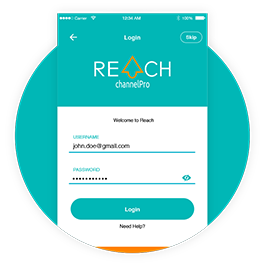 Carrier 10:36 AM 100%
Login Skip
REACH
channelPro
Welcome to Reach
USERNAME
john.doe@gmail.com
PASSWORD
•••••••••••
Login
Need Help?